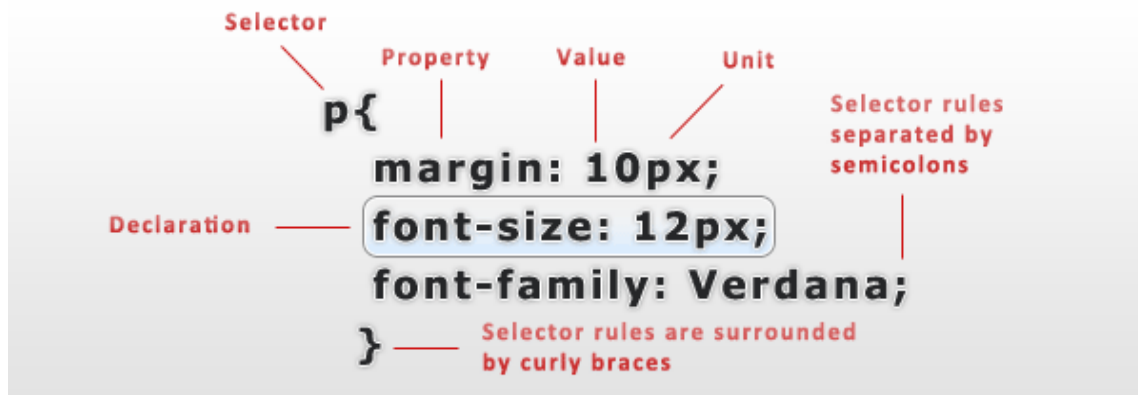 Selector
Property Value Unit
p{
Selector rules
separated by
semicolons
margin: 10px;
Declaration
font-size: 12px;
font-family: Verdana;
}
Selector rules are surrounded
by curly braces